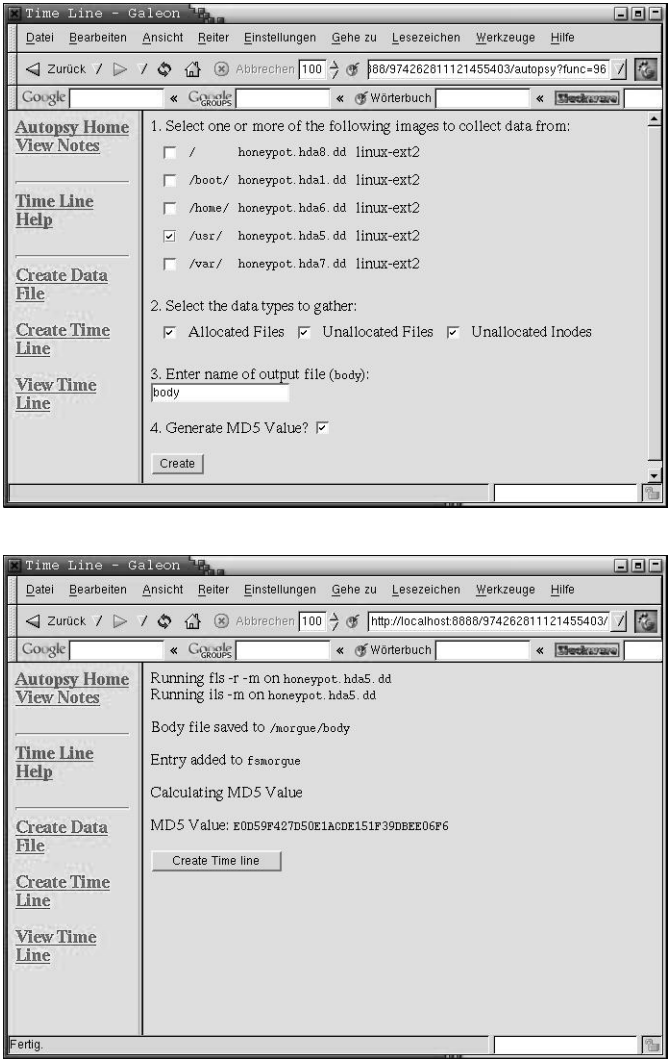 Time Line - Galeon
Datei Bearbeiten Ansicht Reiter Einstellungen Gehe zu Lesezeichen Werkzeuge Hilfe
Zurück / / Abbrechen 100 388/974262811121455403/autopsy?func=96
Google « Google GROUPS « Wörterbuch «
Autopsy Home
View Notes
Time Line
Help
Create Data
File
Create Time
Line
View Time
Line
1. Select one or more of the following images to collect data from:
/ honeypot.hda8.dd linux-ext2
/boot/ honeypot.hda1.dd linux-ext2
/home/ honeypot.hda6.dd linux-ext2
/usr/ honeypot.hda5.dd linux-ext2
/var/ honeypot.hda7.dd linux-ext2
2. Select the data types to gather:
Allocated Files Unallocated Files Unallocated Inodes
3. Enter name of output file (body):
body
4. Generate MD5 Value?
Create
Time Line - Galeon
Datei Bearbeiten Ansicht Reiter Einstellungen Gehe zu Lesezeichen Werkzeuge Hilfe
Zurück / / Abbrechen 100 http://localhost:8888/974262811121455403/
Google « Google GROUPS « Wörterbuch «
Autopsy Home
View Notes
Time Line
Help
Create Data
File
Create Time
Line
View Time
Line
Running fls -r -m on honeypot.hda5.dd
Running ils -m on honeypot.hda5.dd
Body file saved to /morgue/body
Entry added to fsmorgue
Calculating MD5 Value
MD5 Value: E0D59F427D50E1ACDE151F39DBEE06F6
Create Time line
Fertig.